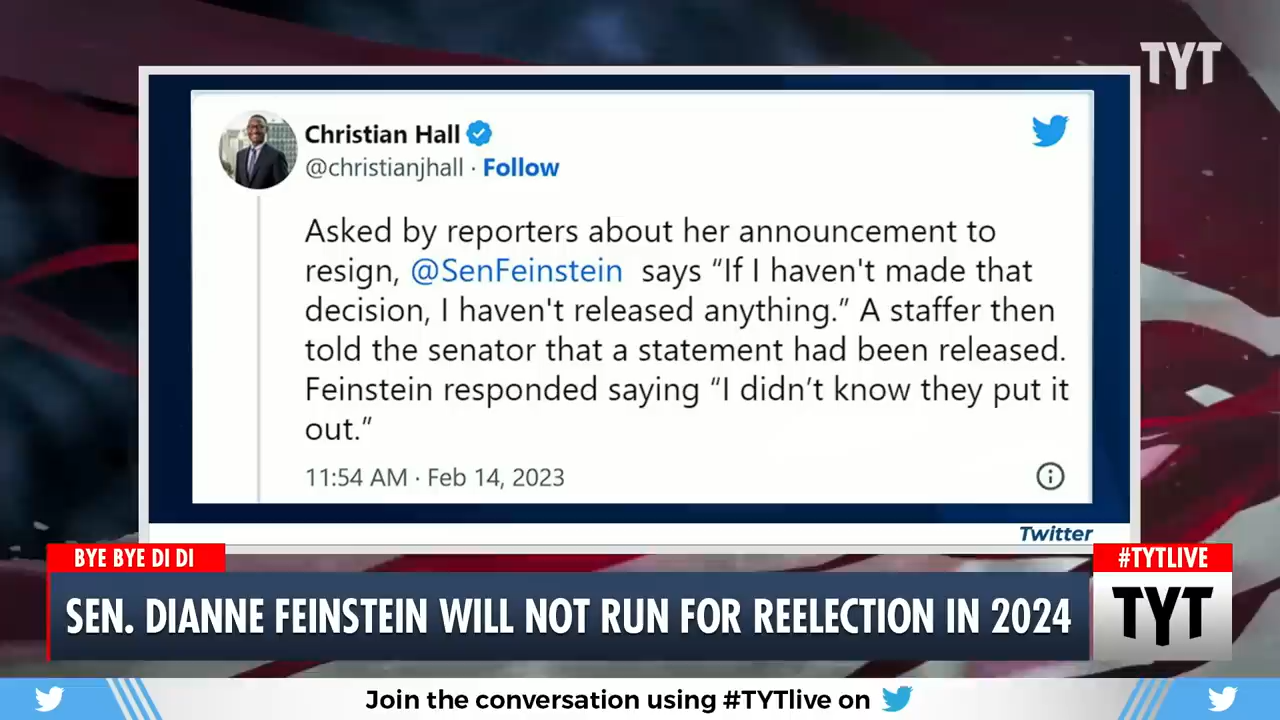 TYT
Christian Hall
@christianjhall · Follow
Asked by reporters about her announcement to
resign, @SenFeinstein says “If I haven't made that
decision, I haven't released anything.” A staffer then
told the senator that a statement had been released.
Feinstein responded saying “I didn’t know they put it
out.”
11:54 AM · Feb 14, 2023
Twitter
BYE BYE DI DI
#TYTLIVE
SEN. DIANNE FEINSTEIN WILL NOT RUN FOR REELECTION IN 2024
TYT
Join the conversation using #TYTlive on